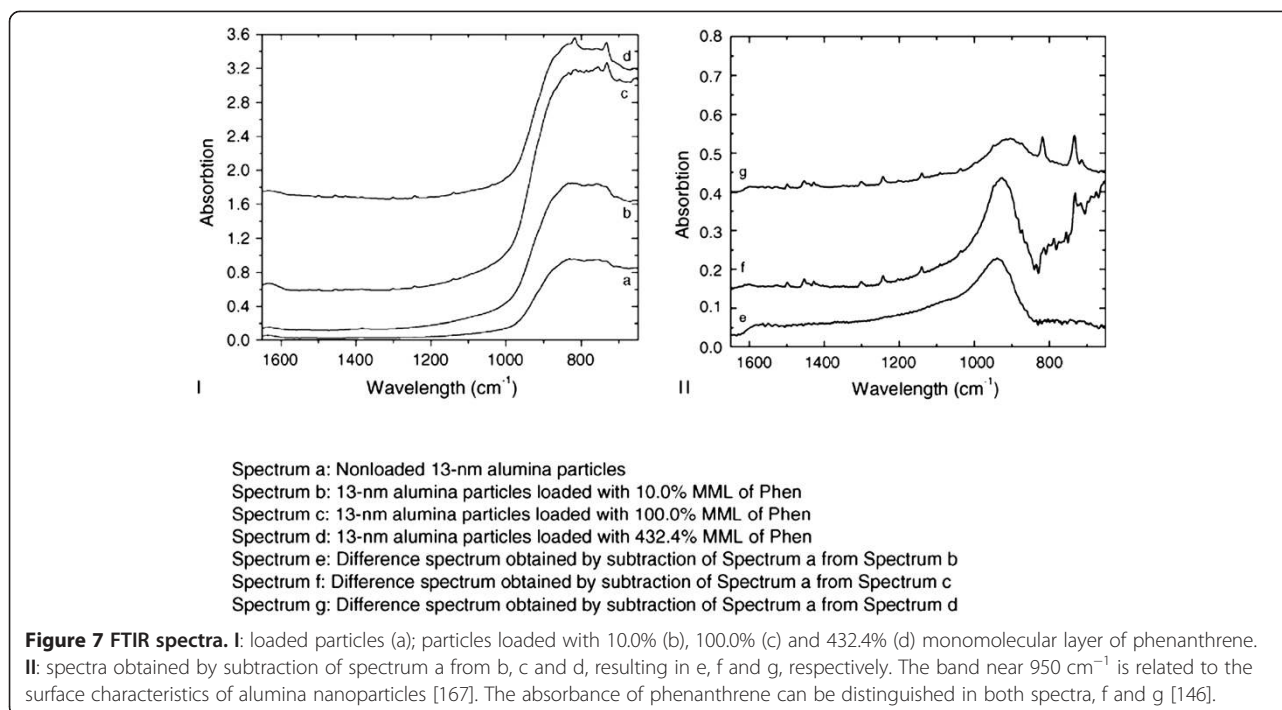 3.6
3.2
2.8
2.4
2.0
1.6
1.2
0.8
0.4
0.0
Absorbtion
d
c
b
a
1600 1400 1200 1000 800
Wavelength (cm⁻¹)
I
0.8
0.7
0.6
0.5
0.4
0.3
0.2
0.1
0.0
Absorbtion
g
f
e
1600 1400 1200 1000 800
Wavelength (cm⁻¹)
II
Spectrum a: Nonloaded 13-nm alumina particles
Spectrum b: 13-nm alumina particles loaded with 10.0% MML of Phen
Spectrum c: 13-nm alumina particles loaded with 100.0% MML of Phen
Spectrum d: 13-nm alumina particles loaded with 432.4% MML of Phen
Spectrum e: Difference spectrum obtained by subtraction of Spectrum a from Spectrum b
Spectrum f: Difference spectrum obtained by subtraction of Spectrum a from Spectrum c
Spectrum g: Difference spectrum obtained by subtraction of Spectrum a from Spectrum d
Figure 7 FTIR spectra. I: loaded particles (a); particles loaded with 10.0% (b), 100.0% (c) and 432.4% (d) monomolecular layer of phenanthrene.
II: spectra obtained by subtraction of spectrum a from b, c and d, resulting in e, f and g, respectively. The band near 950 cm⁻¹ is related to the
surface characteristics of alumina nanoparticles [167]. The absorbance of phenanthrene can be distinguished in both spectra, f and g [146].